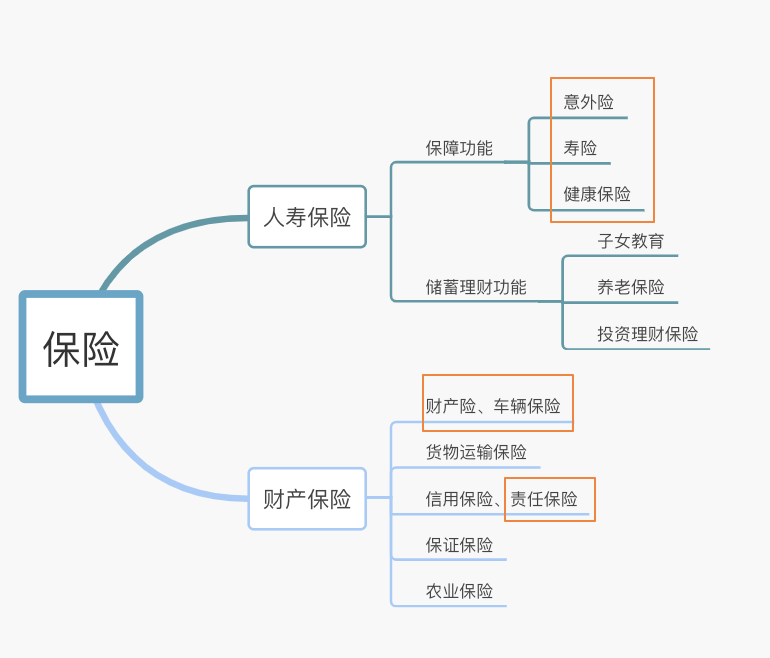 保险
人寿保险
保障功能
意外险
寿险
健康保险
储蓄理财功能
子女教育
养老保险
投资理财保险
财产保险
财产险、车辆保险
货物运输保险
信用保险、责任保险
保证保险
农业保险